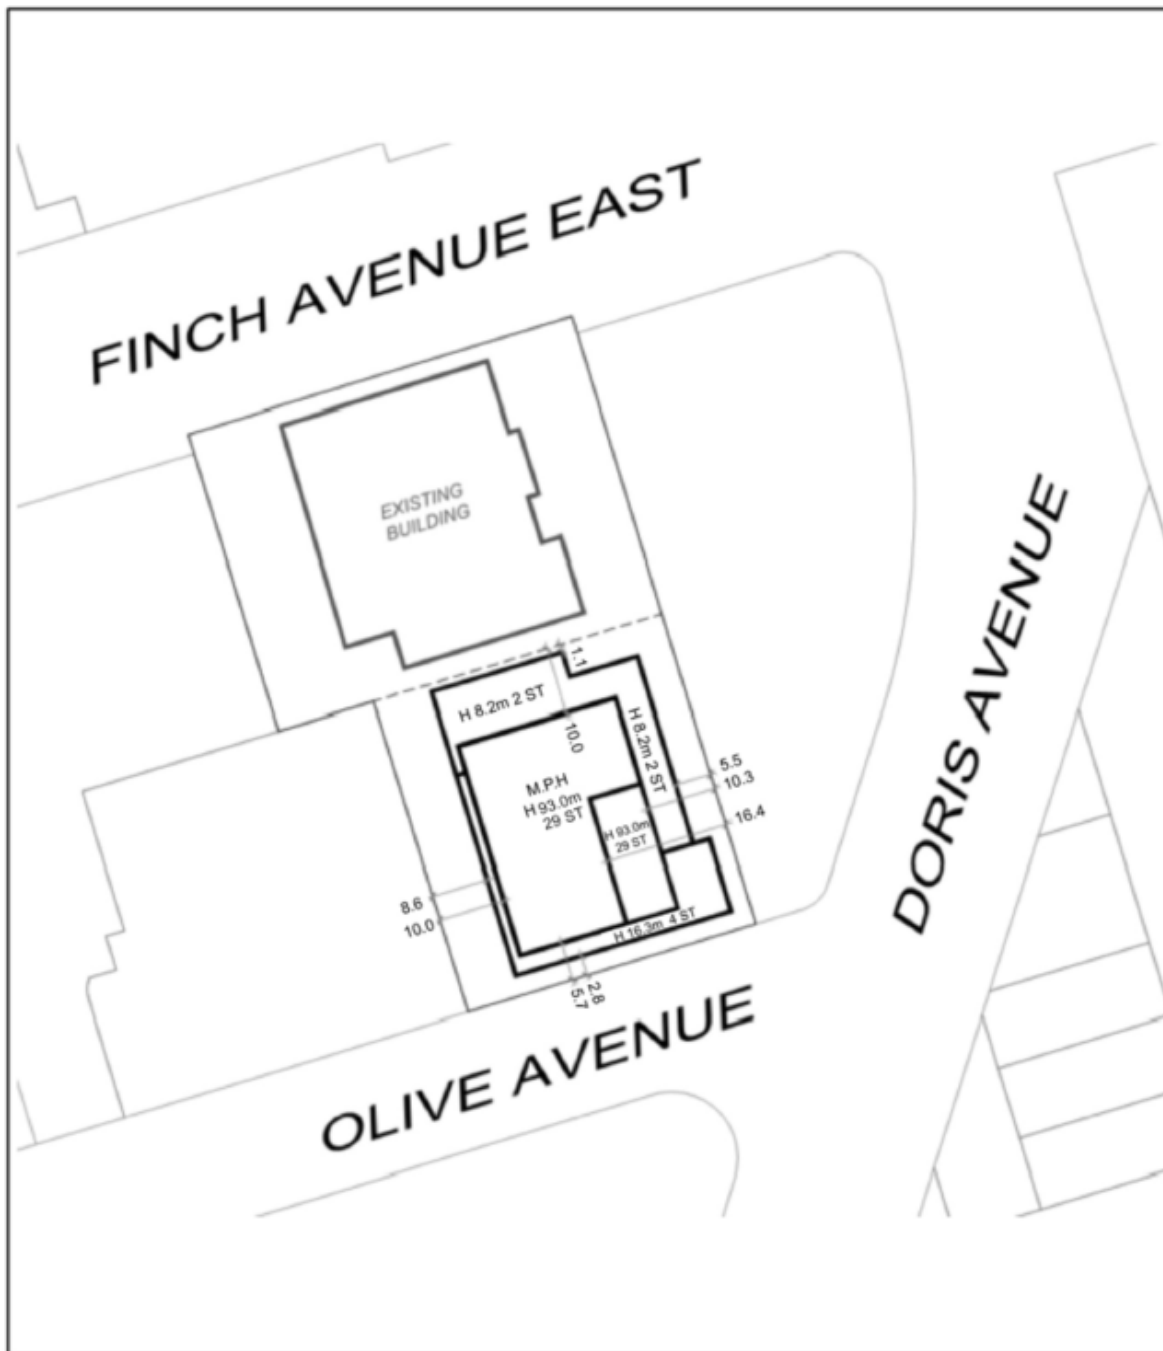 FINCH AVENUE EAST
EXISTING
BUILDING
1.1
H 8.2m 2 ST
10.0
H 8.2m 2 ST
M.P.H
H 93.0m
29 ST
5.5
10.3
16.4
H 93.0m
29 ST
8.6
10.0
H 16.3m 4 ST
5.7
2.8
DORIS AVENUE
OLIVE AVENUE